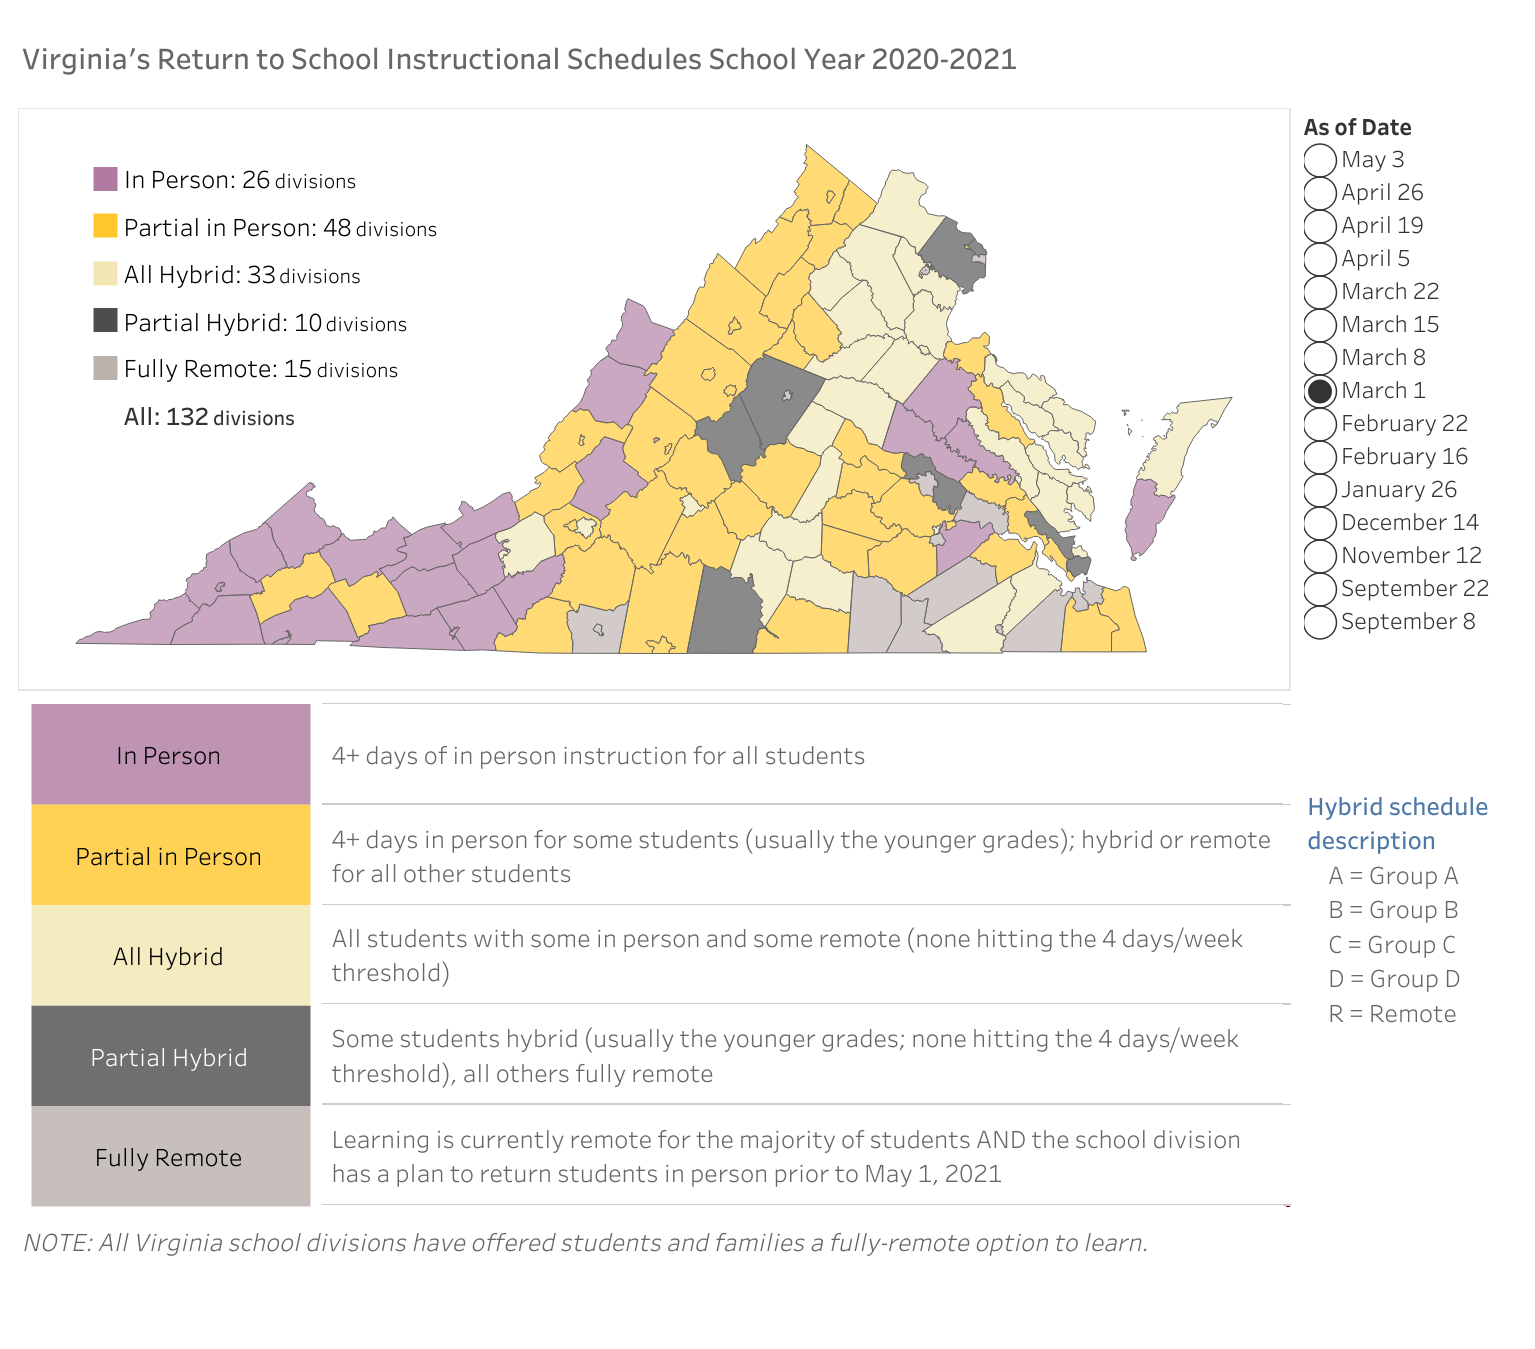 Virginia's Return to School Instructional Schedules School Year 2020-2021
In Person: 26 divisions
Partial in Person: 48 divisions
All Hybrid: 33 divisions
Partial Hybrid: 10 divisions
Fully Remote: 15 divisions
All: 132 divisions
As of Date
May 3
April 26
April 19
April 5
March 22
March 15
March 8
March 1
February 22
February 16
January 26
December 14
November 12
September 22
September 8
In Person
4+ days of in person instruction for all students
Partial in Person
4+ days in person for some students (usually the younger grades); hybrid or remote
for all other students
All Hybrid
All students with some in person and some remote (none hitting the 4 days/week
threshold)
Partial Hybrid
Some students hybrid (usually the younger grades; none hitting the 4 days/week
threshold), all others fully remote
Fully Remote
Learning is currently remote for the majority of students AND the school division
has a plan to return students in person prior to May 1, 2021
Hybrid schedule
description
A = Group A
B = Group B
C = Group C
D = Group D
R = Remote
NOTE: All Virginia school divisions have offered students and families a fully-remote option to learn.